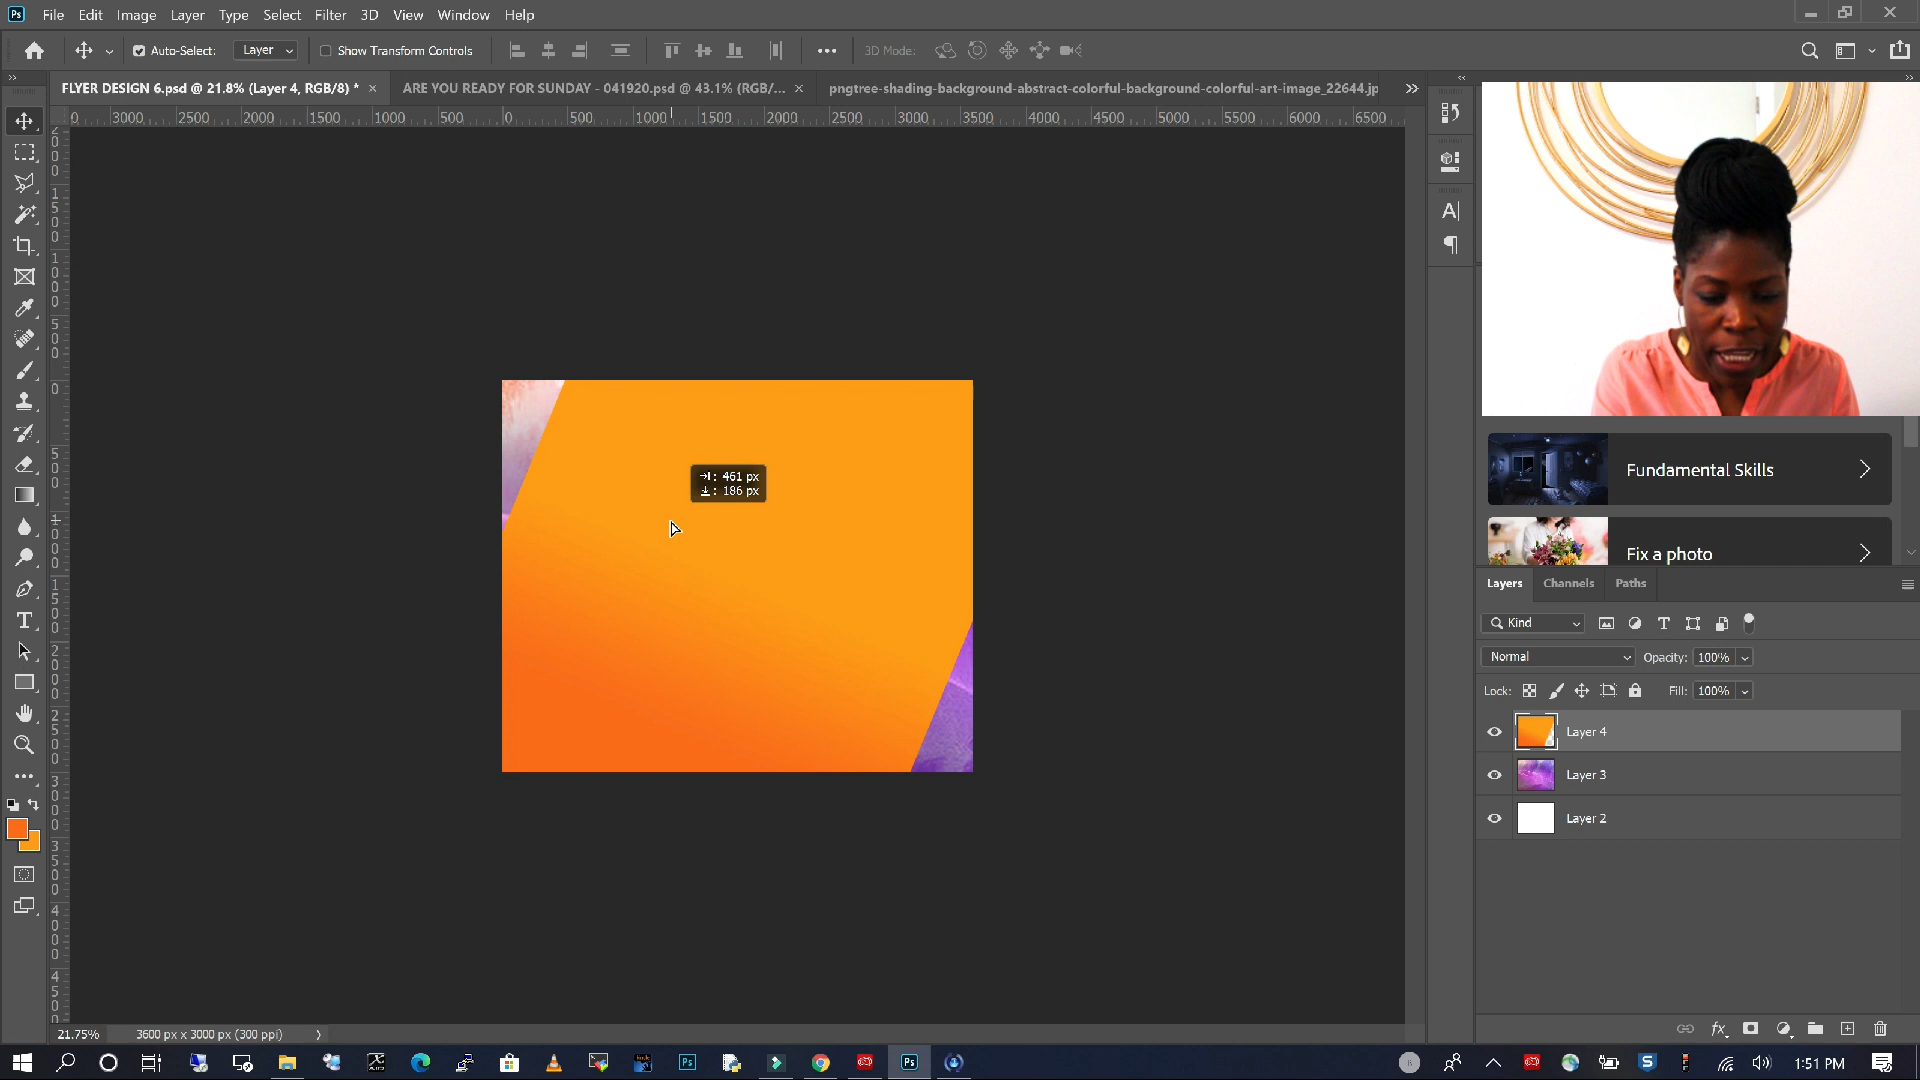 File Edit Image Layer Type Select Filter 3D View Window Help
Auto-Select: Layer Show Transform Controls 3D Mode:
FLYER DESIGN 6.psd @ 21.8% (Layer 4, RGB/8) * ARE YOU READY FOR SUNDAY - 041920.psd @ 43.1% (RGB/... pngtree-shading-background-abstract-colorful-background-colorful-art-image_22644.jp
3000 2500 2000 1500 1000 500 0 500 1000 1500 2000 2500 3000 3500 4000 4500 5000 5500 6000 6500
461 px
186 px
Fundamental Skills
Fix a photo
Layers Channels Paths
Kind
Normal Opacity: 100%
Lock: Fill: 100%
Layer 4
Layer 3
Layer 2
21.75% 3600 px x 3000 px (300 ppi)
1:51 PM